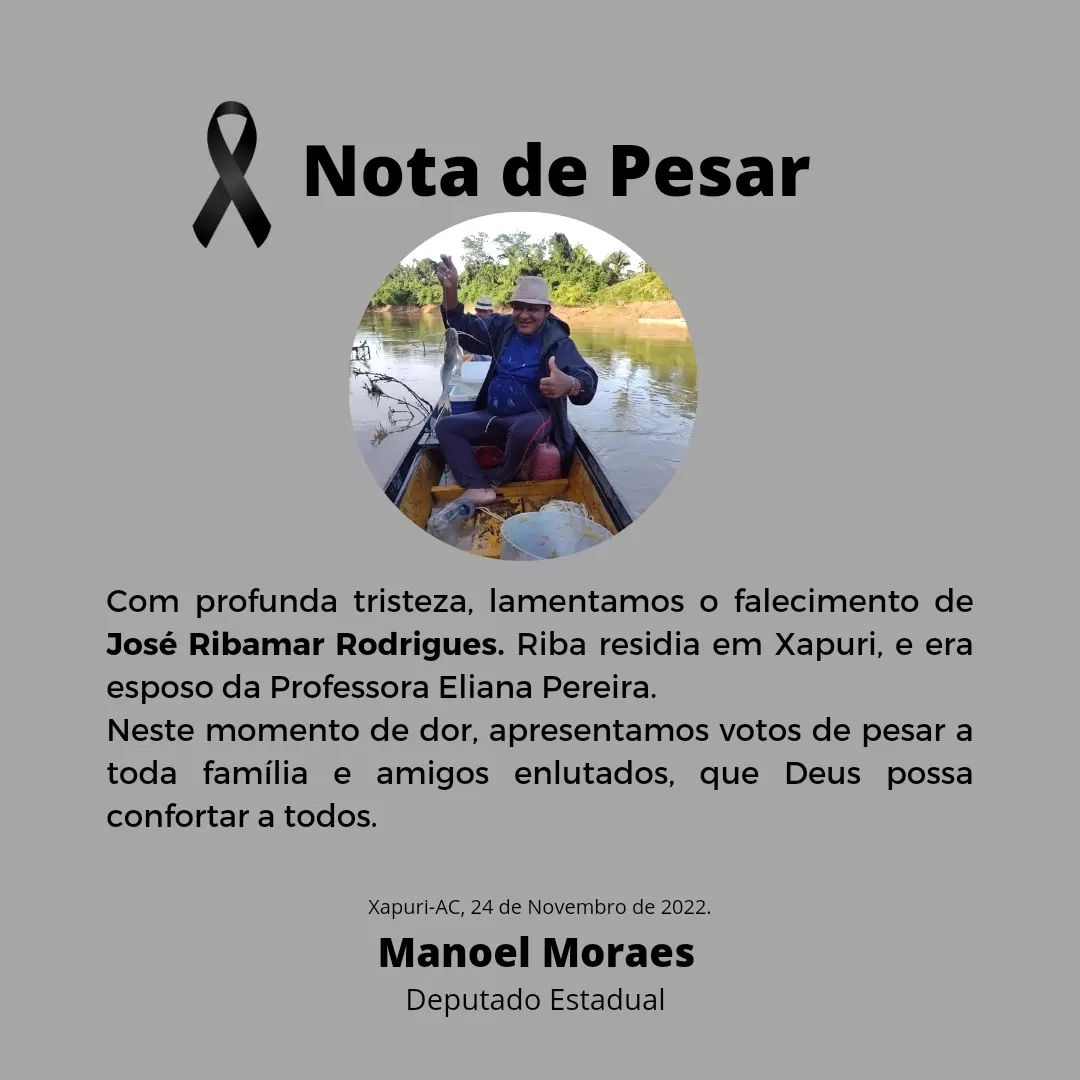 Nota de Pesar
Com profunda tristeza, lamentamos o falecimento de
José Ribamar Rodrigues. Riba residia em Xapuri, e era
esposo da Professora Eliana Pereira.
Neste momento de dor, apresentamos votos de pesar a
toda família e amigos enlutados, que Deus possa
confortar a todos.
Xapuri-AC, 24 de Novembro de 2022.
Manoel Moraes
Deputado Estadual